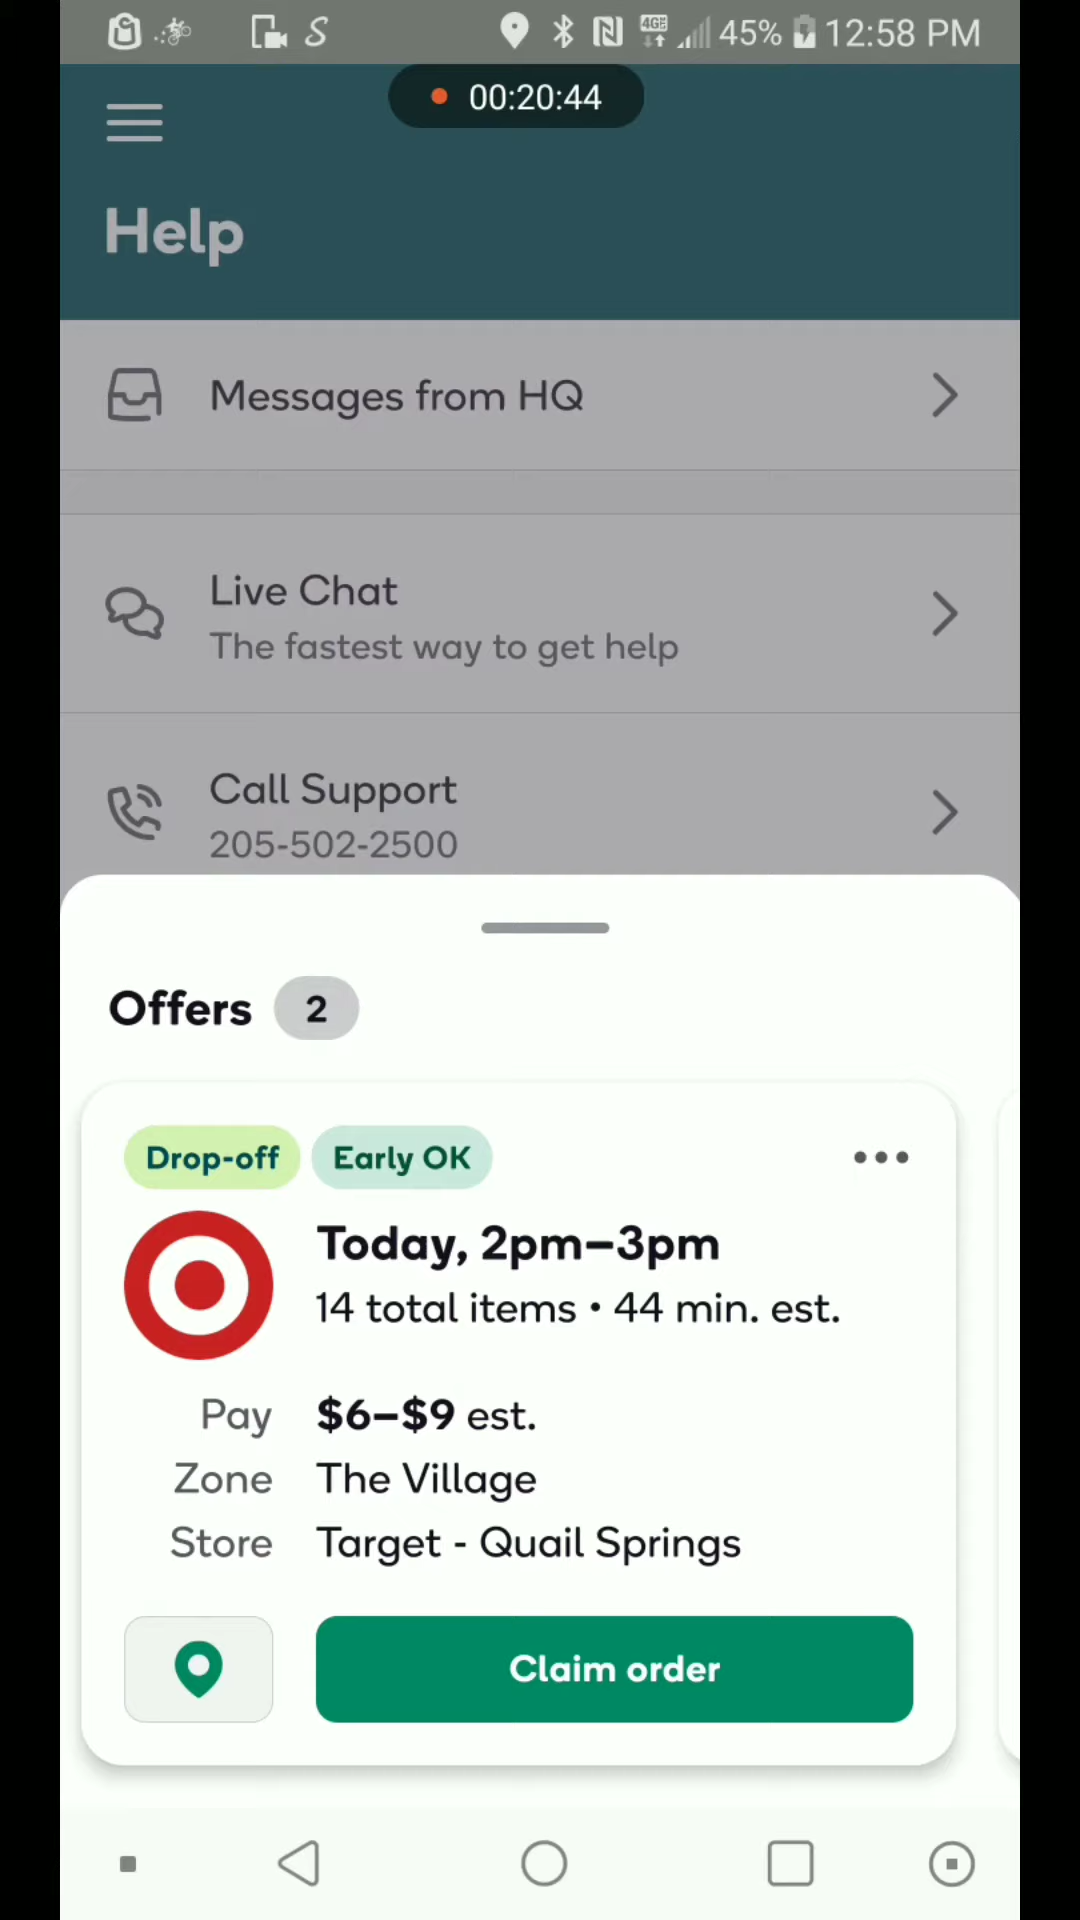 45% 12:58 PM
00:20:44
Help
Messages from HQ
Live Chat
The fastest way to get help
Call Support
205-502-2500
Offers 2
Drop-off Early OK
Today, 2pm–3pm
14 total items • 44 min. est.
Pay $6–$9 est.
Zone The Village
Store Target - Quail Springs
Claim order